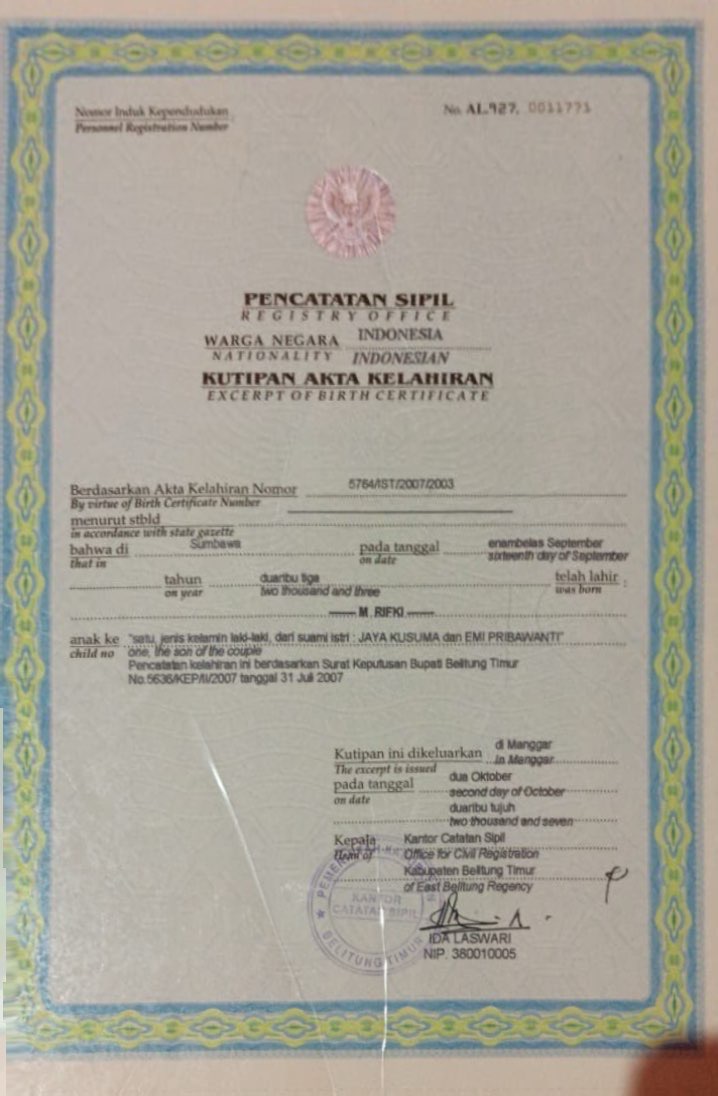 Nomor Induk Kependudukan
Personnel Registration Number
No. AL.927. 0011771
PENCATATAN SIPIL
REGISTRY OFFICE
WARGA NEGARA INDONESIA
NATIONALITY INDONESIAN
KUTIPAN AKTA KELAHIRAN
EXCERPT OF BIRTH CERTIFICATE
Berdasarkan Akta Kelahiran Nomor 5764/IST/2007/2003
By virtue of Birth Certificate Number
menurut stbld
in accordance with state gazette
bahwa di Sumbawa pada tanggal enambelas September
that in on date sixteenth day of September
tahun duaribu tiga telah lahir :
on year two thousand and three was born
M. RIFKI
anak ke "satu, jenis kelamin laki-laki, dari suami istri : JAYA KUSUMA dan EMI PRIBAWANTI"
child no one, the son of the couple
Pencatatan kelahiran ini berdasarkan Surat Keputusan Bupati Belitung Timur
No.5636/KEP/II/2007 tanggal 31 Juli 2007
Kutipan ini dikeluarkan di Manggar
The excerpt is issued in Manggar
pada tanggal dua Oktober
on date second day of October
duaribu tujuh
two thousand and seven
Kepala Kantor Catatan Sipil
Head of Office for Civil Registration
Kabupaten Belitung Timur
of East Belitung Regency
KANTOR
CATATAN SIPIL
BELITUNG TIMUR
IDA LASWARI
NIP. 380010005